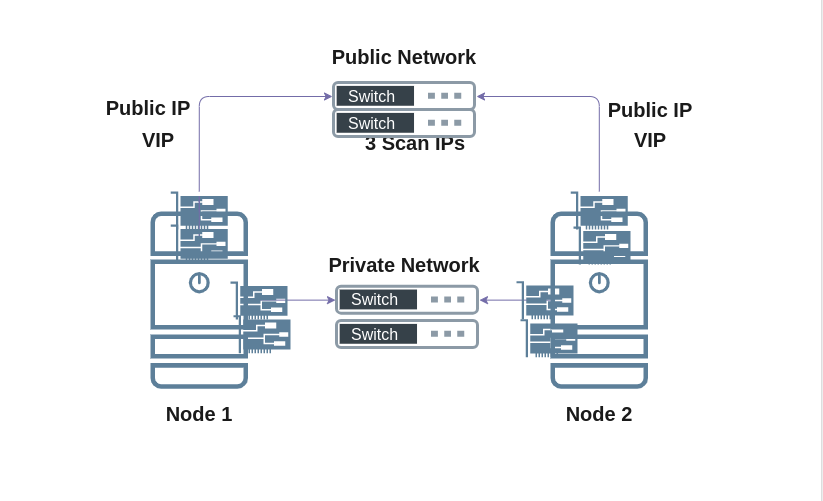 Public Network
Switch
Switch
3 Scan IPs
Public IP
VIP
Public IP
VIP
Private Network
Switch
Switch
Node 1
Node 2